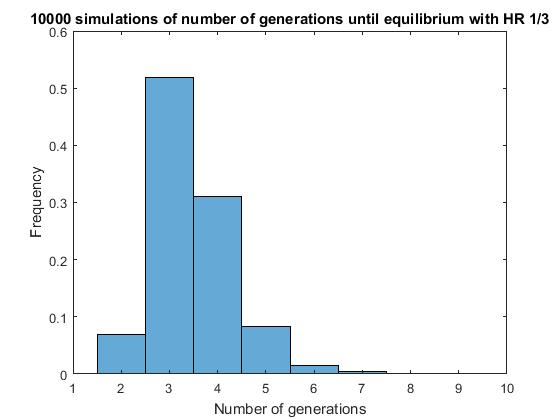 10000 simulations of number of generations until equilibrium with HR 1/3
0.6
0.5
0.4
0.3
0.2
0.1
0
Frequency
1 2 3 4 5 6 7 8 9 10
Number of generations